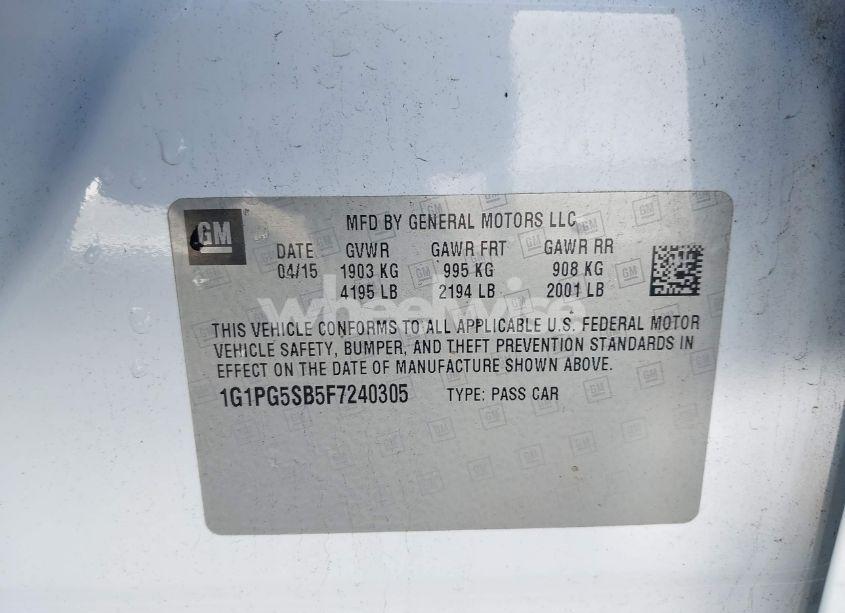 GM
MFD BY GENERAL MOTORS LLC
DATE GVWR GAWR FRT GAWR RR
04/15 1903 KG 995 KG 908 KG
4195 LB 2194 LB 2001 LB
wheelwise
THIS VEHICLE CONFORMS TO ALL APPLICABLE U.S. FEDERAL MOTOR
VEHICLE SAFETY, BUMPER, AND THEFT PREVENTION STANDARDS IN
EFFECT ON THE DATE OF MANUFACTURE SHOWN ABOVE.
1G1PG5SB5F7240305 TYPE: PASS CAR